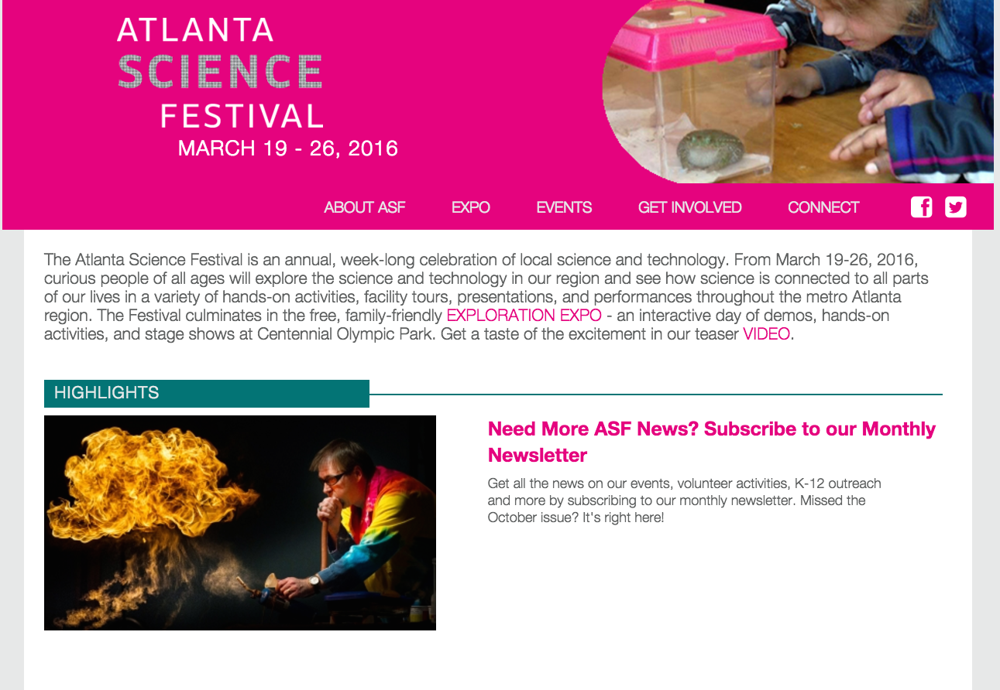 ATLANTA
SCIENCE
FESTIVAL
MARCH 19 - 26, 2016
ABOUT ASF EXPO EVENTS GET INVOLVED CONNECT
The Atlanta Science Festival is an annual, week-long celebration of local science and technology. From March 19-26, 2016,
curious people of all ages will explore the science and technology in our region and see how science is connected to all parts
of our lives in a variety of hands-on activities, facility tours, presentations, and performances throughout the metro Atlanta
region. The Festival culminates in the free, family-friendly EXPLORATION EXPO - an interactive day of demos, hands-on
activities, and stage shows at Centennial Olympic Park. Get a taste of the excitement in our teaser VIDEO.
HIGHLIGHTS
Need More ASF News? Subscribe to our Monthly
Newsletter
Get all the news on our events, volunteer activities, K-12 outreach
and more by subscribing to our monthly newsletter. Missed the
October issue? It's right here!